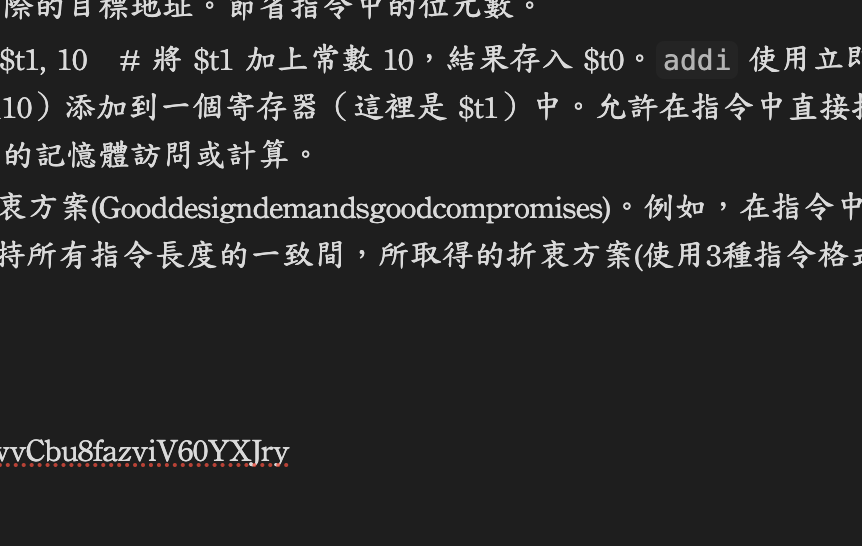 際的目標地址。節省指令中的位元數。
$t1, 10 # 將 $t1 加上常數 10，結果存入 $t0。addi 使用立即
10）添加到一個寄存器（這裡是 $t1）中。允許在指令中直接
的記憶體訪問或計算。
衷方案(Gooddesigndemandsgoodcompromises)。例如，在指令中
持所有指令長度的一致間，所取得的折衷方案(使用3種指令格式
vvCbu8fazviV60YXJry